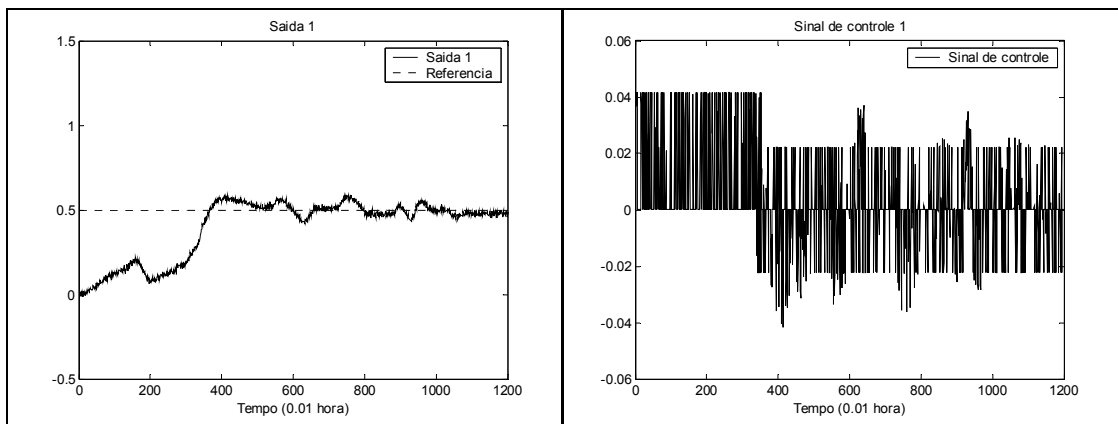 Saida 1
1.5
1
0.5
0
-0.5
0 200 400 600 800 1000 1200
Tempo (0.01 hora)
Saida 1
Referencia
Sinal de controle 1
0.06
0.04
0.02
0
-0.02
-0.04
-0.06
0 200 400 600 800 1000 1200
Tempo (0.01 hora)
Sinal de controle